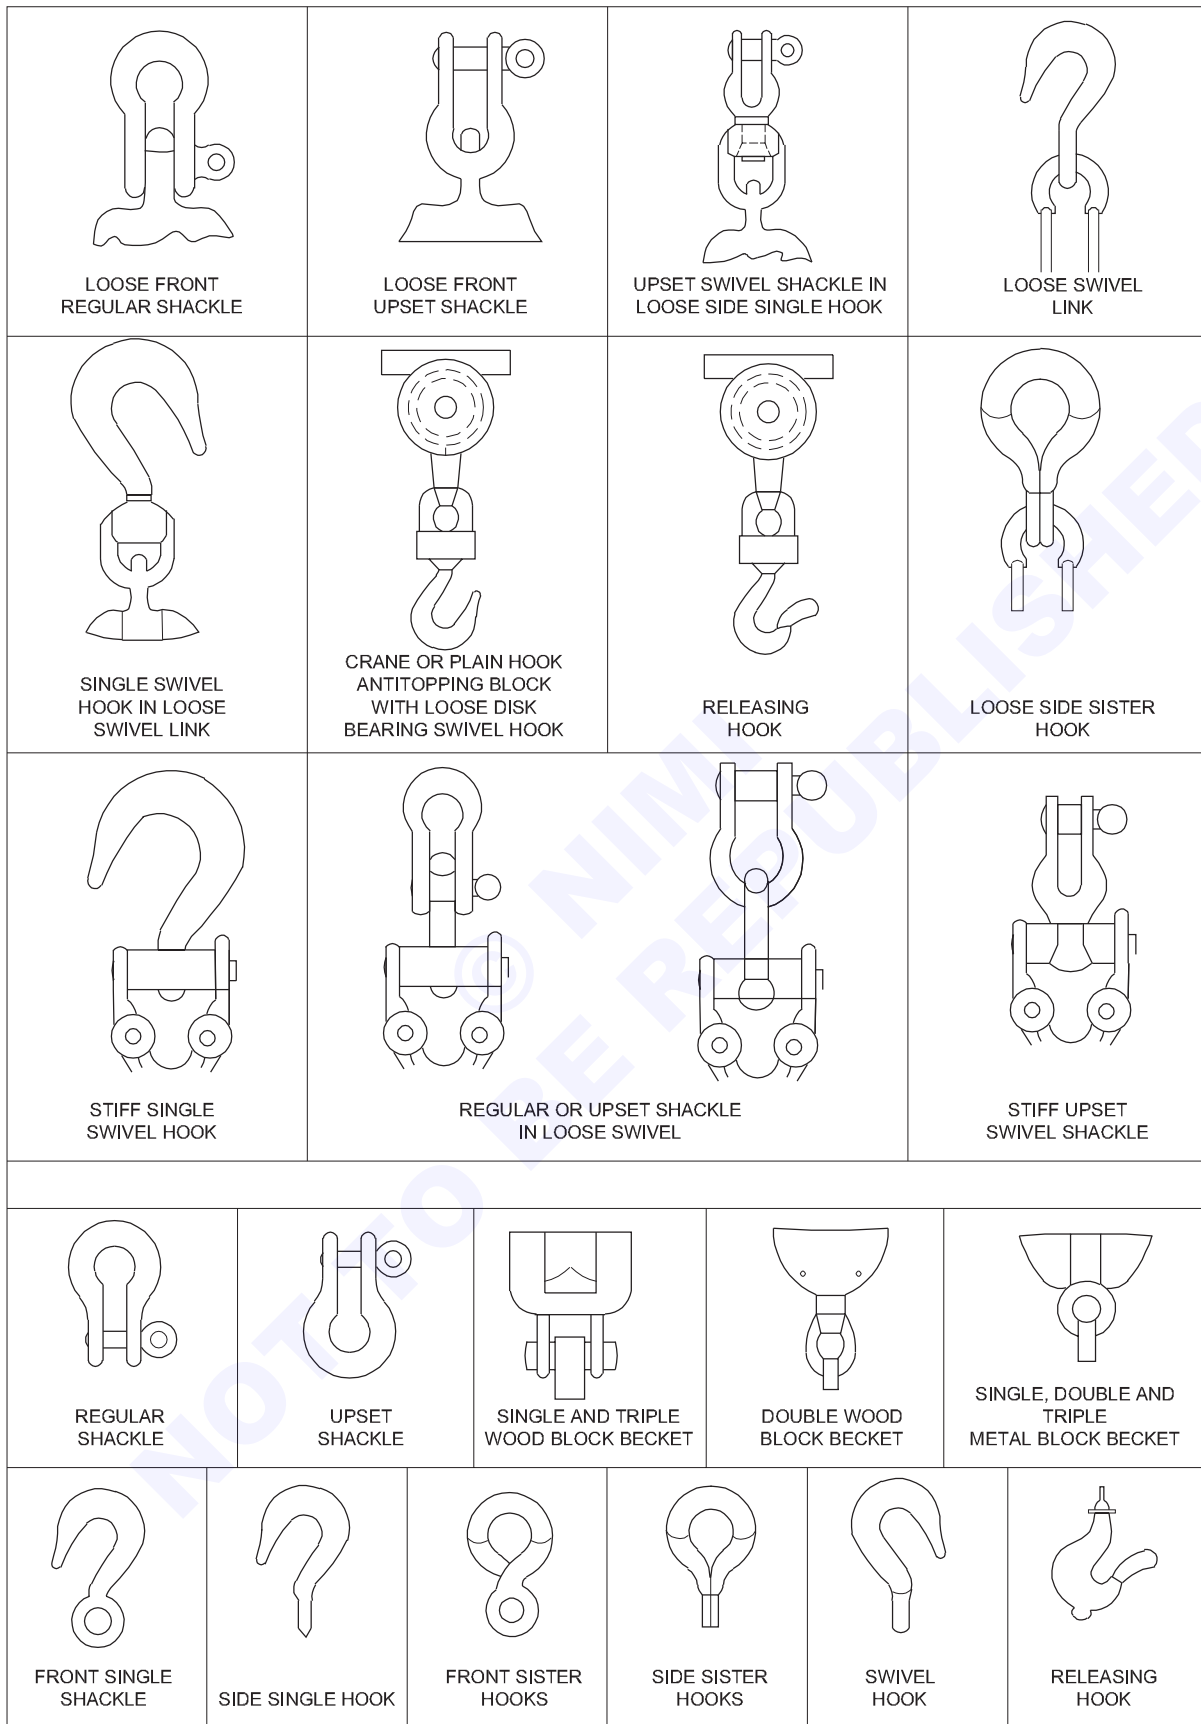 LOOSE FRONT
REGULAR SHACKLE
LOOSE FRONT
UPSET SHACKLE
UPSET SWIVEL SHACKLE IN
LOOSE SIDE SINGLE HOOK
LOOSE SWIVEL
LINK
SINGLE SWIVEL
HOOK IN LOOSE
SWIVEL LINK
CRANE OR PLAIN HOOK
ANTITOPPING BLOCK
WITH LOOSE DISK
BEARING SWIVEL HOOK
RELEASING
HOOK
LOOSE SIDE SISTER
HOOK
STIFF SINGLE
SWIVEL HOOK
REGULAR OR UPSET SHACKLE
IN LOOSE SWIVEL
STIFF UPSET
SWIVEL SHACKLE
REGULAR
SHACKLE
UPSET
SHACKLE
SINGLE AND TRIPLE
WOOD BLOCK BECKET
DOUBLE WOOD
BLOCK BECKET
SINGLE, DOUBLE AND
TRIPLE
METAL BLOCK BECKET
FRONT SINGLE
SHACKLE
SIDE SINGLE HOOK
FRONT SISTER
HOOKS
SIDE SISTER
HOOKS
SWIVEL
HOOK
RELEASING
HOOK
© NIMI
NOT TO BE REPUBLISHED